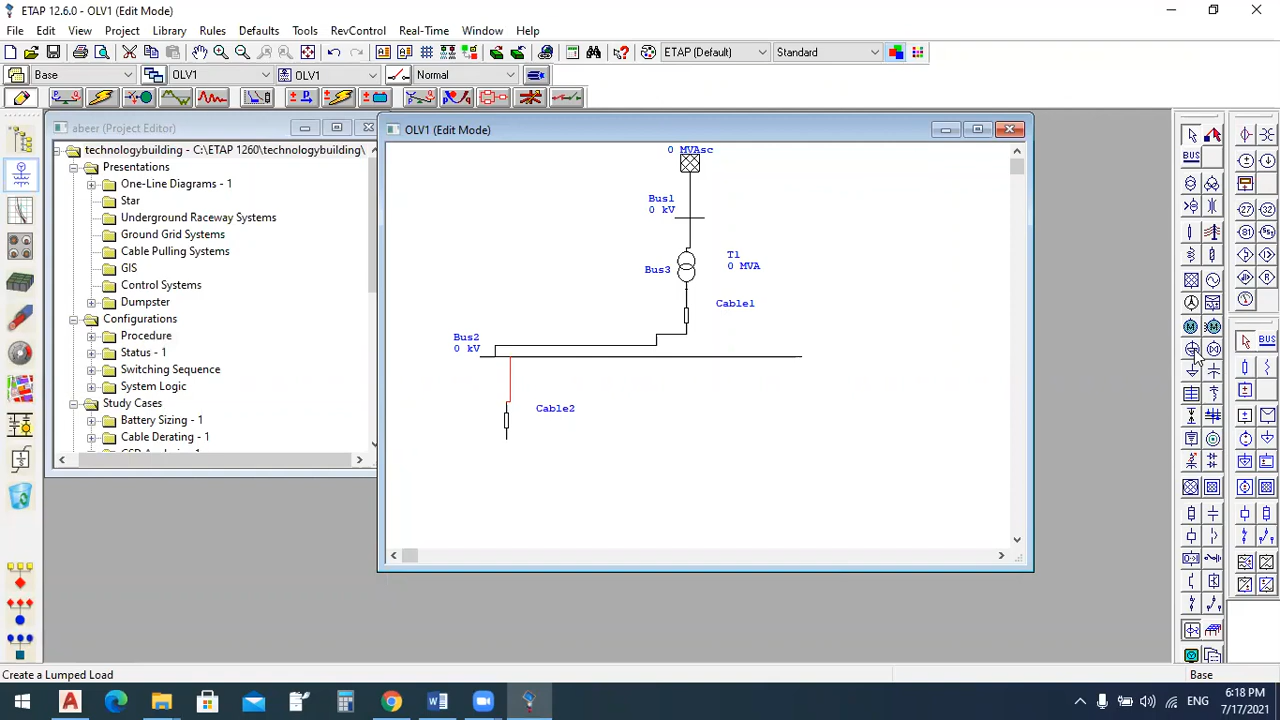 ETAP 12.6.0 - OLV1 (Edit Mode)
File Edit View Project Library Rules Defaults Tools RevControl Real-Time Window Help
ETAP (Default) Standard
Base OLV1 OLV1 Normal
abeer (Project Editor)
technologybuilding - C:\ETAP 1260\technologybuilding\
Presentations
One-Line Diagrams - 1
Star
Underground Raceway Systems
Ground Grid Systems
Cable Pulling Systems
GIS
Control Systems
Dumpster
Configurations
Procedure
Status - 1
Switching Sequence
System Logic
Study Cases
Battery Sizing - 1
Cable Derating - 1
OLV1 (Edit Mode)
0 MVAsc
Bus1
0 kV
T1
0 MVA
Bus3
Cable1
Bus2
0 kV
Cable2
BUS
BUS
27
32
81
R
Create a Lumped Load
Base
ENG
6:18 PM
7/17/2021